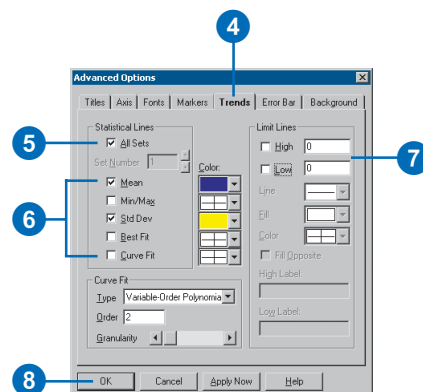 4
Advanced Options
Titles Axis Fonts Markers Trends Error Bar Background
Statistical Lines
5
All Sets
Set Number 1
Color:
6
Mean
Min/Max
Std Dev
Best Fit
Curve Fit
Limit Lines
High 0
7
Low 0
Line
Fill
Color
Fill Opposite
High Label:
Low Label:
Curve Fit
Type Variable-Order Polynomia
Order 2
Granularity
8
OK Cancel Apply Now Help